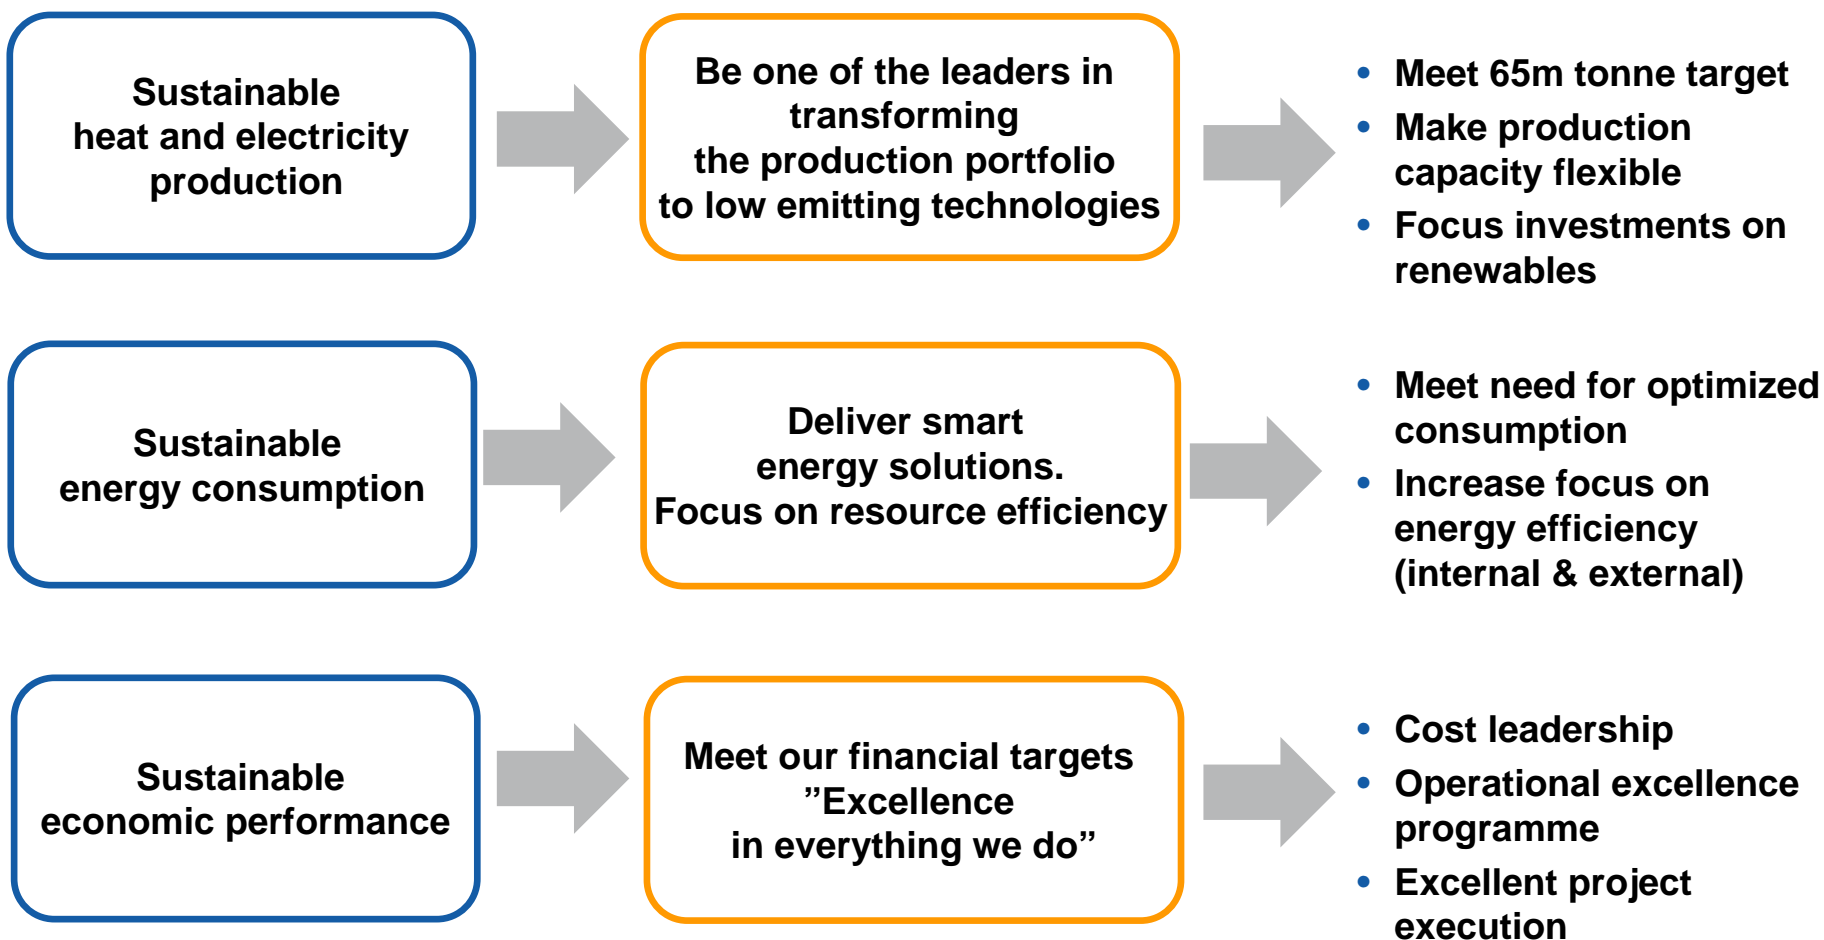 Sustainable
heat and electricity
production
Be one of the leaders in
transforming
the production portfolio
to low emitting technologies
• Meet 65m tonne target
• Make production
capacity flexible
• Focus investments on
renewables
Sustainable
energy consumption
Deliver smart
energy solutions.
Focus on resource efficiency
• Meet need for optimized
consumption
• Increase focus on
energy efficiency
(internal & external)
Sustainable
economic performance
Meet our financial targets
”Excellence
in everything we do”
• Cost leadership
• Operational excellence
programme
• Excellent project
execution